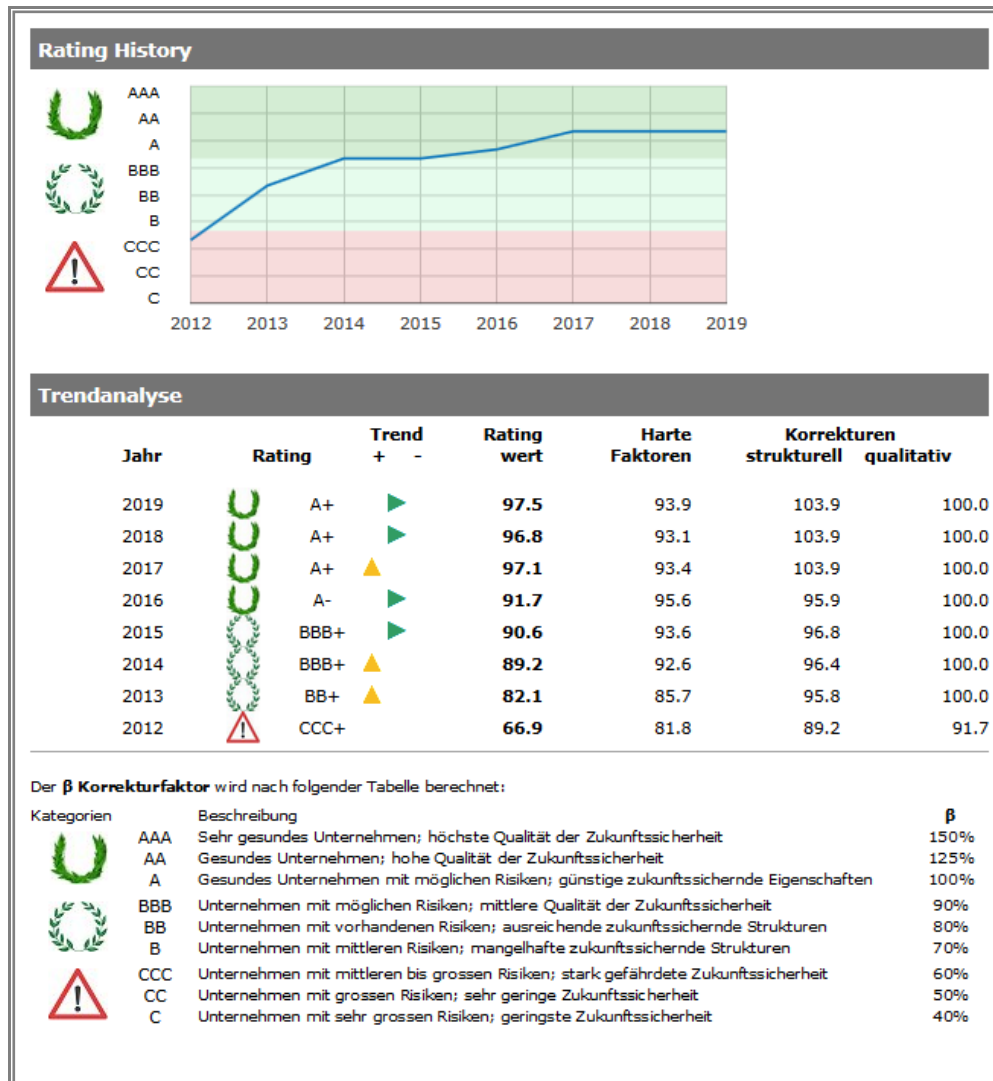 Rating History
AAA
AA
A
BBB
BB
B
CCC
CC
C
2012 2013 2014 2015 2016 2017 2018 2019
Trendanalyse
Trend Rating Harte Korrekturen
Jahr Rating + - wert Faktoren strukturell qualitativ
2019 A+ 97.5 93.9 103.9 100.0
2018 A+ 96.8 93.1 103.9 100.0
2017 A+ 97.1 93.4 103.9 100.0
2016 A- 91.7 95.6 95.9 100.0
2015 BBB+ 90.6 93.6 96.8 100.0
2014 BBB+ 89.2 92.6 96.4 100.0
2013 BB+ 82.1 85.7 95.8 100.0
2012 CCC+ 66.9 81.8 89.2 91.7
Der β Korrekturfaktor wird nach folgender Tabelle berechnet:
Kategorien Beschreibung β
AAA Sehr gesundes Unternehmen; höchste Qualität der Zukunftssicherheit 150%
AA Gesundes Unternehmen; hohe Qualität der Zukunftssicherheit 125%
A Gesundes Unternehmen mit möglichen Risiken; günstige zukunftssichernde Eigenschaften 100%
BBB Unternehmen mit möglichen Risiken; mittlere Qualität der Zukunftssicherheit 90%
BB Unternehmen mit vorhandenen Risiken; ausreichende zukunftssichernde Strukturen 80%
B Unternehmen mit mittleren Risiken; mangelhafte zukunftssichernde Strukturen 70%
CCC Unternehmen mit mittleren bis grossen Risiken; stark gefährdete Zukunftssicherheit 60%
CC Unternehmen mit grossen Risiken; sehr geringe Zukunftssicherheit 50%
C Unternehmen mit sehr grossen Risiken; geringste Zukunftssicherheit 40%